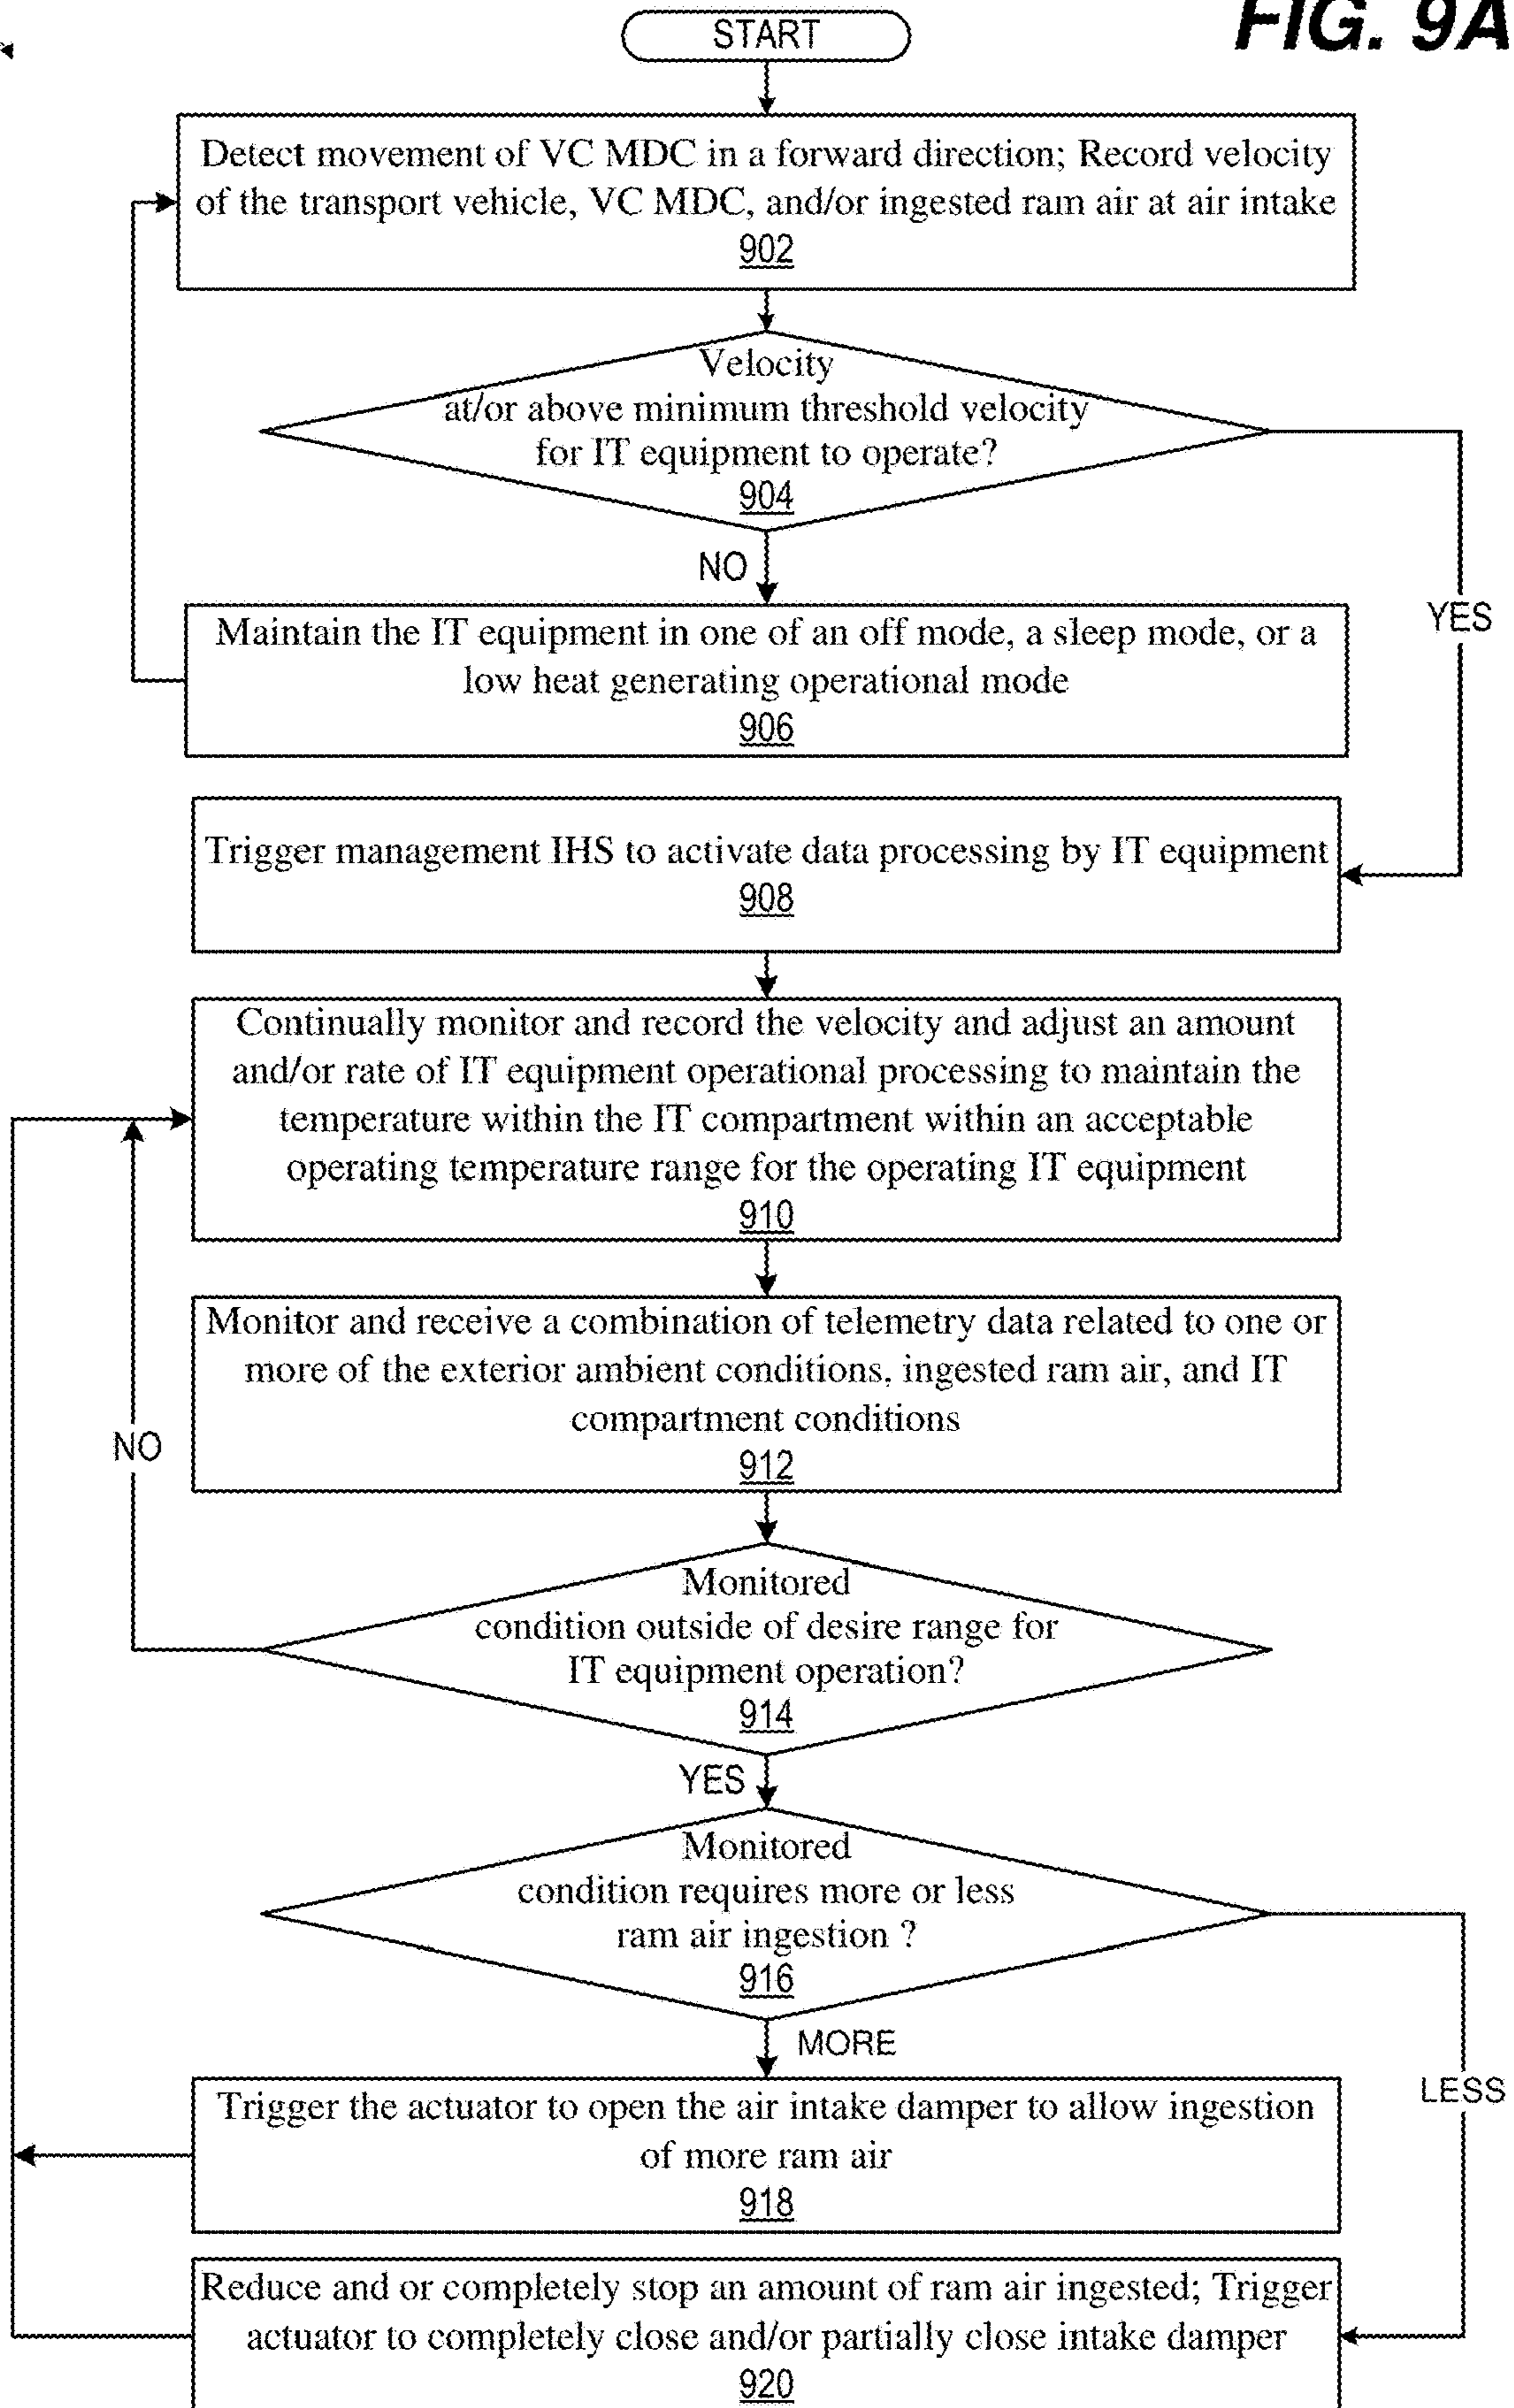 FIG. 9A
START
Detect movement of VC MDC in a forward direction; Record velocity
of the transport vehicle, VC MDC, and/or ingested ram air at air intake
902
Velocity
at/or above minimum threshold velocity
for IT equipment to operate?
904
NO
YES
Maintain the IT equipment in one of an off mode, a sleep mode, or a
low heat generating operational mode
906
Trigger management IHS to activate data processing by IT equipment
908
Continually monitor and record the velocity and adjust an amount
and/or rate of IT equipment operational processing to maintain the
temperature within the IT compartment within an acceptable
operating temperature range for the operating IT equipment
910
Monitor and receive a combination of telemetry data related to one or
more of the exterior ambient conditions, ingested ram air, and IT
compartment conditions
912
NO
Monitored
condition outside of desire range for
IT equipment operation?
914
YES
Monitored
condition requires more or less
ram air ingestion ?
916
MORE
LESS
Trigger the actuator to open the air intake damper to allow ingestion
of more ram air
918
Reduce and or completely stop an amount of ram air ingested; Trigger
actuator to completely close and/or partially close intake damper
920